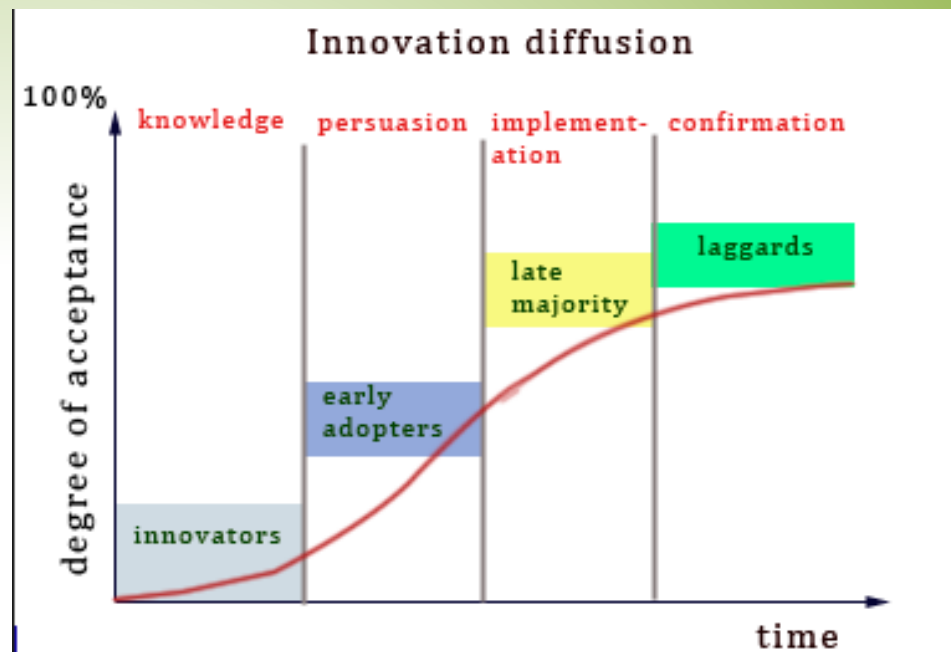 Innovation diffusion
100%
knowledge
persuasion
implement-
ation
confirmation
degree of acceptance
laggards
late
majority
early
adopters
innovators
time